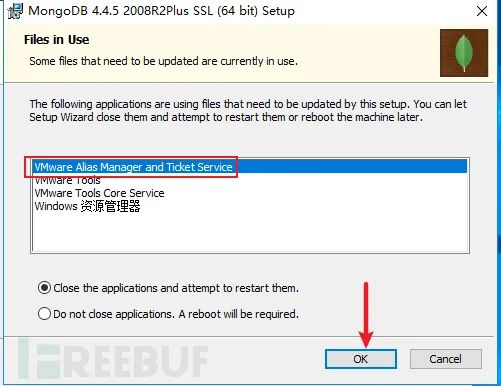 MongoDB 4.4.5 2008R2Plus SSL (64 bit) Setup
Files in Use
Some files that need to be updated are currently in use.
The following applications are using files that need to be updated by this setup. You can let
Setup Wizard close them and attempt to restart them or reboot the machine later.
VMware Alias Manager and Ticket Service
VMware Tools
VMware Tools Core Service
Windows 资源管理器
Close the applications and attempt to restart them.
Do not close applications. A reboot will be required.
FREEBUF
OK
Cancel